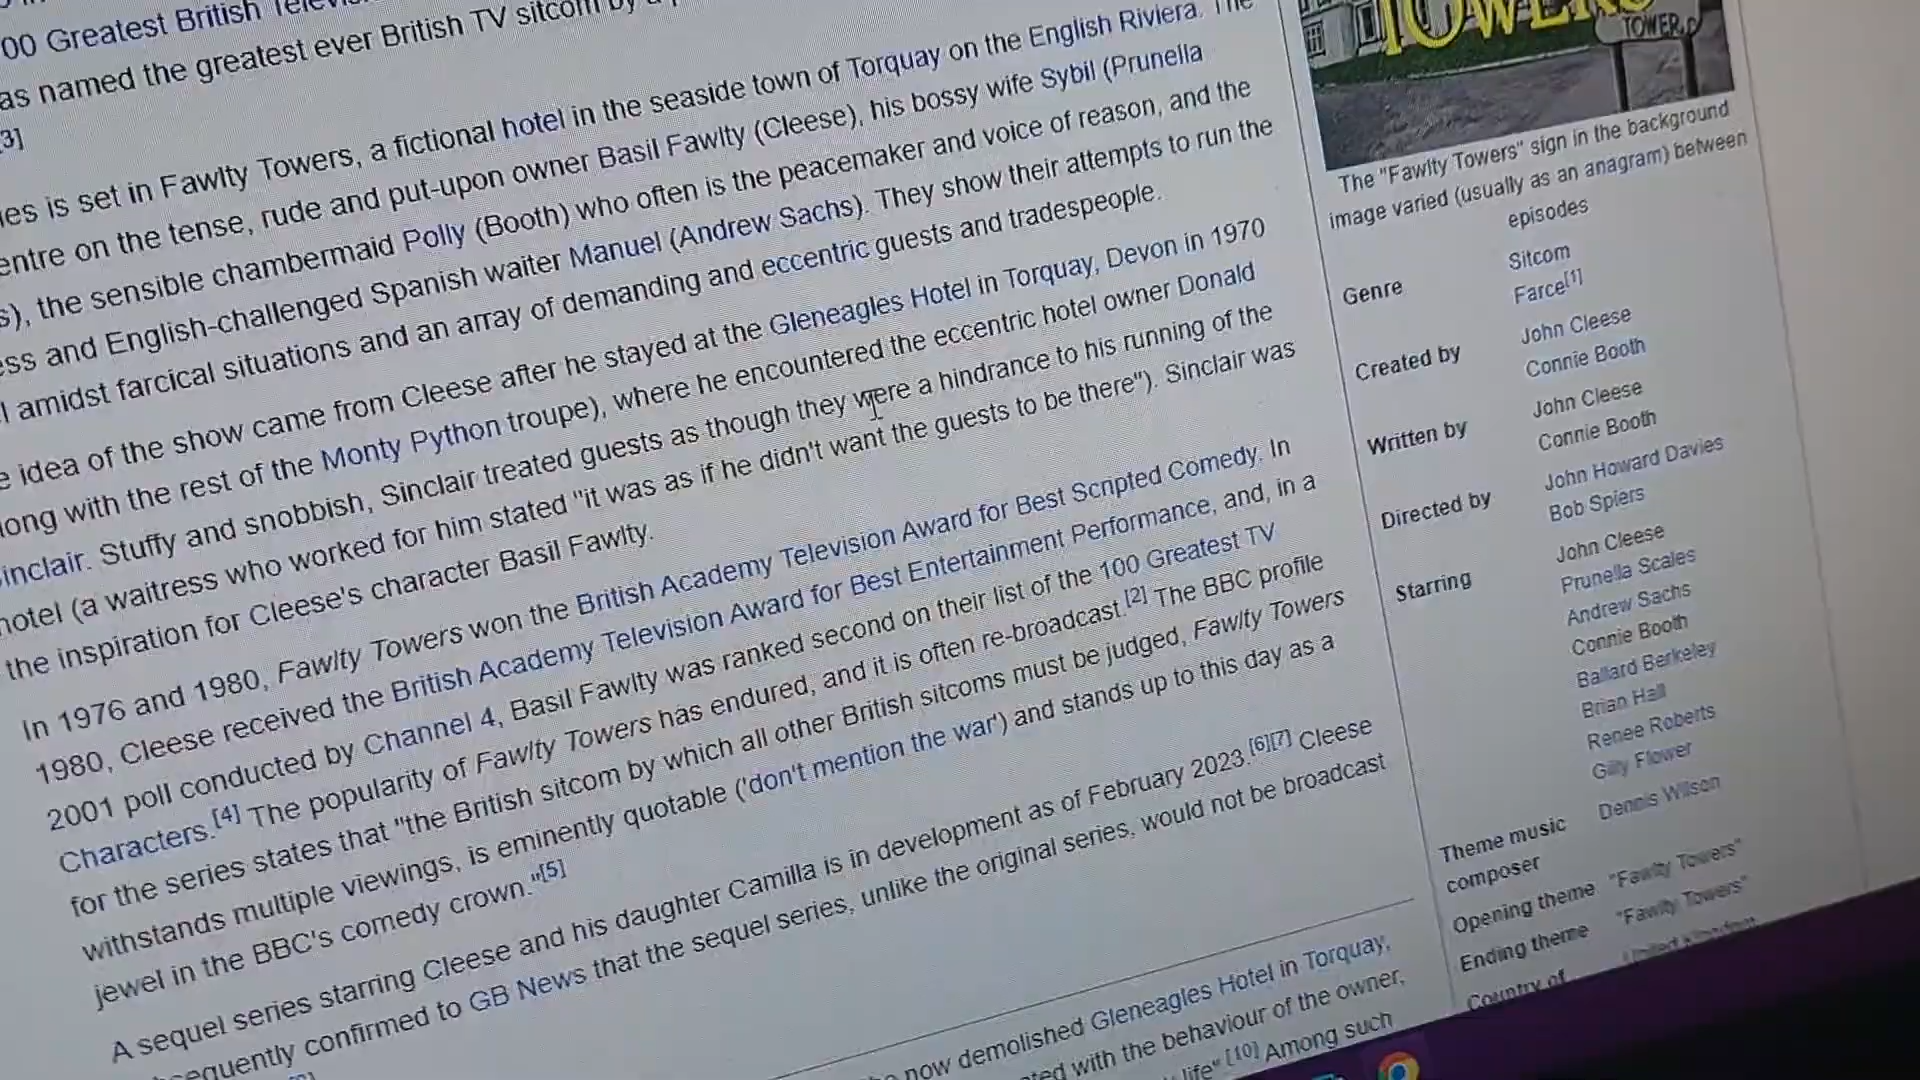 00 Greatest British
as named the greatest ever British TV sitcom by a
3]
ies is set in Fawlty Towers, a fictional hotel in the seaside town of Torquay on the English Riviera. The
entre on the tense, rude and put-upon owner Basil Fawlty (Cleese), his bossy wife Sybil (Prunella
s), the sensible chambermaid Polly (Booth) who often is the peacemaker and voice of reason, and the
ess and English-challenged Spanish waiter Manuel (Andrew Sachs). They show their attempts to run the
l amidst farcical situations and an array of demanding and eccentric guests and tradespeople.
e idea of the show came from Cleese after he stayed at the Gleneagles Hotel in Torquay, Devon in 1970
long with the rest of the Monty Python troupe), where he encountered the eccentric hotel owner Donald
inclair. Stuffy and snobbish, Sinclair treated guests as though they were a hindrance to his running of the
hotel (a waitress who worked for him stated "it was as if he didn't want the guests to be there"). Sinclair was
the inspiration for Cleese's character Basil Fawlty.
In 1976 and 1980, Fawlty Towers won the British Academy Television Award for Best Scripted Comedy. In
1980, Cleese received the British Academy Television Award for Best Entertainment Performance, and, in a
2001 poll conducted by Channel 4, Basil Fawlty was ranked second on their list of the 100 Greatest TV
Characters.[4] The popularity of Fawlty Towers has endured, and it is often re-broadcast.[2] The BBC profile
for the series states that "the British sitcom by which all other British sitcoms must be judged, Fawlty Towers
withstands multiple viewings, is eminently quotable ('don't mention the war') and stands up to this day as a
jewel in the BBC's comedy crown."[5]
A sequel series starring Cleese and his daughter Camilla is in development as of February 2023.[6][7] Cleese
sequently confirmed to GB News that the sequel series, unlike the original series, would not be broadcast
now demolished Gleneagles Hotel in Torquay,
ted with the behaviour of the owner,
life".[10] Among such
TOWERS
TOWER
The "Fawlty Towers" sign in the background
image varied (usually as an anagram) between
episodes
Genre Sitcom
Farce[1]
Created by John Cleese
Connie Booth
Written by John Cleese
Connie Booth
Directed by John Howard Davies
Bob Spiers
Starring John Cleese
Prunella Scales
Andrew Sachs
Connie Booth
Ballard Berkeley
Brian Hall
Renee Roberts
Gilly Flower
Theme music Dennis Wilson
composer
Opening theme "Fawlty Towers"
Ending theme "Fawlty Towers"
Country of United Kingdom